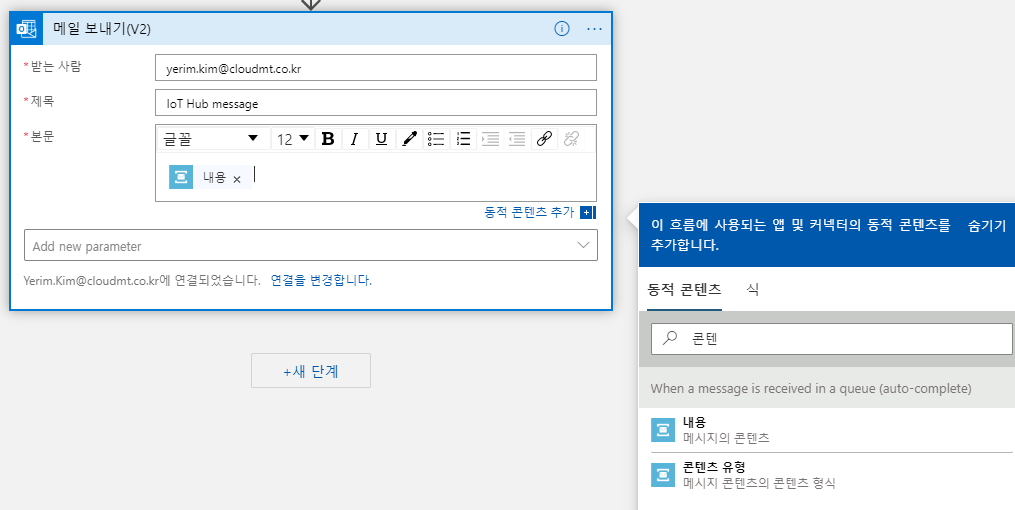 메일 보내기(V2)
*받는 사람
yerim.kim@cloudmt.co.kr
*제목
IoT Hub message
*본문
글꼴 12 B I U
내용 ×
동적 콘텐츠 추가
Add new parameter
Yerim.Kim@cloudmt.co.kr에 연결되었습니다. 연결을 변경합니다.
+새 단계
이 흐름에 사용되는 앱 및 커넥터의 동적 콘텐츠를 숨기기
추가합니다.
동적 콘텐츠 식
콘텐
When a message is received in a queue (auto-complete)
내용
메시지의 콘텐츠
콘텐츠 유형
메시지 콘텐츠의 콘텐츠 형식